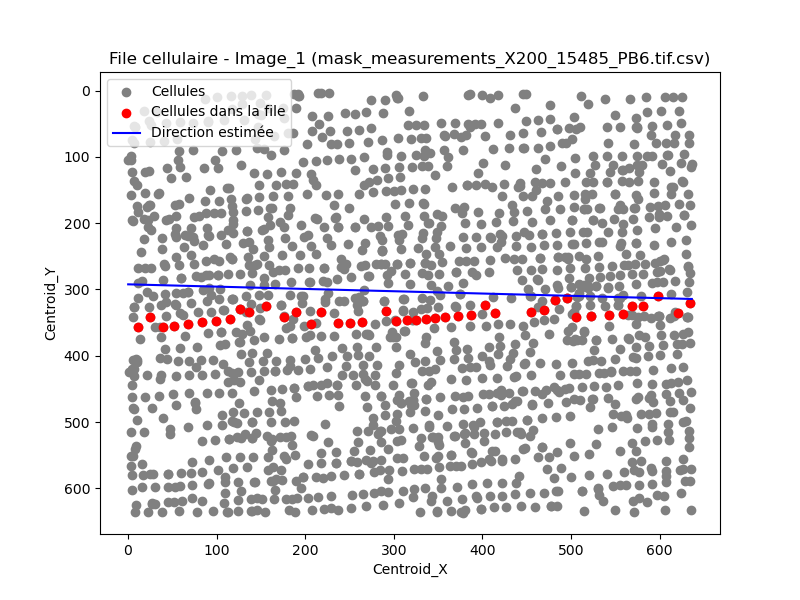 File cellulaire - Image_1 (mask_measurements_X200_15485_PB6.tif.csv)
Cellules
Cellules dans la file
Direction estimée
Centroid_Y
0
100
200
300
400
500
600
0 100 200 300 400 500 600
Centroid_X